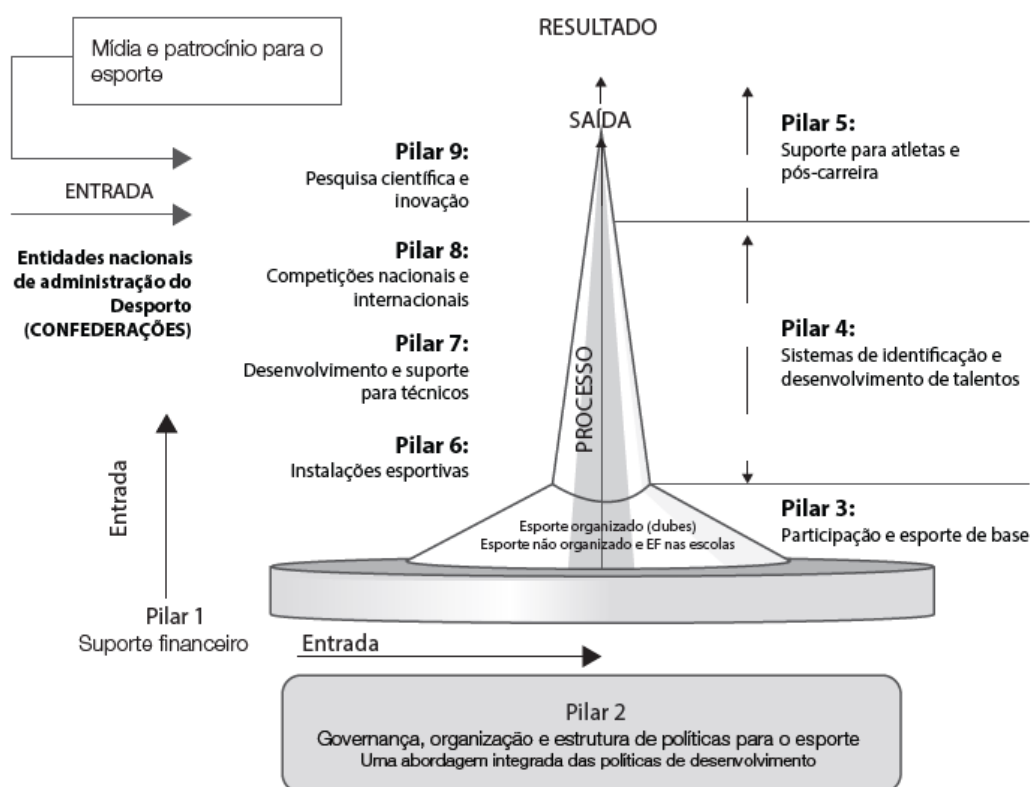 RESULTADO
Mídia e patrocínio para o
esporte
SAÍDA
ENTRADA
Entidades nacionais
de administração do
Desporto
(CONFEDERAÇÕES)
Pilar 9:
Pesquisa científica e
inovação
Pilar 8:
Competições nacionais e
internacionais
Pilar 7:
Desenvolvimento e suporte
para técnicos
Pilar 6:
Instalações esportivas
PROCESSO
Pilar 5:
Suporte para atletas e
pós-carreira
Pilar 4:
Sistemas de identificação e
desenvolvimento de talentos
Pilar 3:
Participação e esporte de base
Esporte organizado (clubes)
Esporte não organizado e EF nas escolas
Entrada
Pilar 1
Suporte financeiro
Entrada
Pilar 2
Governança, organização e estrutura de políticas para o esporte
Uma abordagem integrada das políticas de desenvolvimento